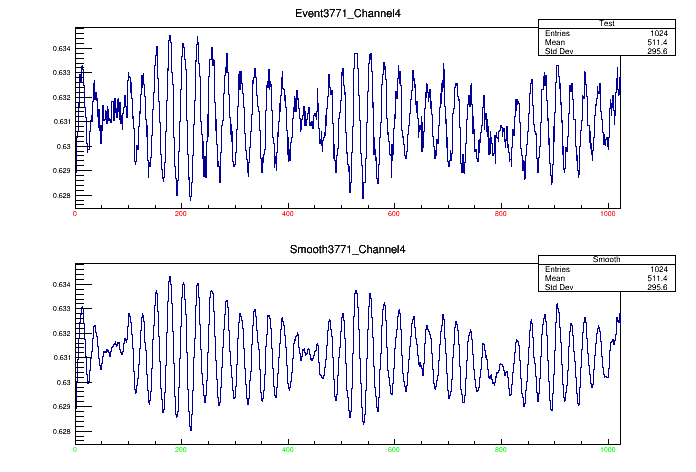 Event3771_Channel4
Test
Entries 1024
Mean 511.4
Std Dev 295.6
0.634
0.633
0.632
0.631
0.63
0.629
0.628
0 200 400 600 800 1000
Smooth3771_Channel4
Smooth
Entries 1024
Mean 511.4
Std Dev 295.6
0.634
0.633
0.632
0.631
0.63
0.629
0.628
0 200 400 600 800 1000